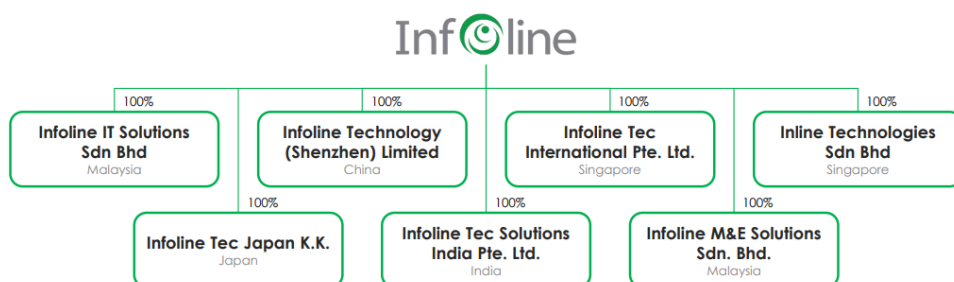 Infoline
100%
100%
100%
100%
Infoline IT Solutions
Sdn Bhd
Malaysia
Infoline Technology
(Shenzhen) Limited
China
Infoline Tec
International Pte. Ltd.
Singapore
Inline Technologies
Sdn Bhd
Singapore
100%
100%
100%
Infoline Tec Japan K.K.
Japan
Infoline Tec Solutions
India Pte. Ltd.
India
Infoline M&E Solutions
Sdn. Bhd.
Malaysia